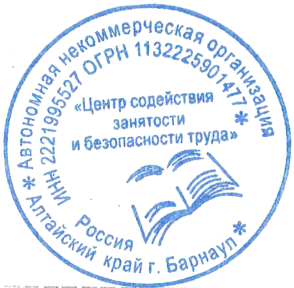 * Автономная некоммерческая организация *
Алтайский край г. Барнаул
ИНН 2221995527 ОГРН 1132225901477 *
Россия
«Центр содействия
занятости
и безопасности труда»